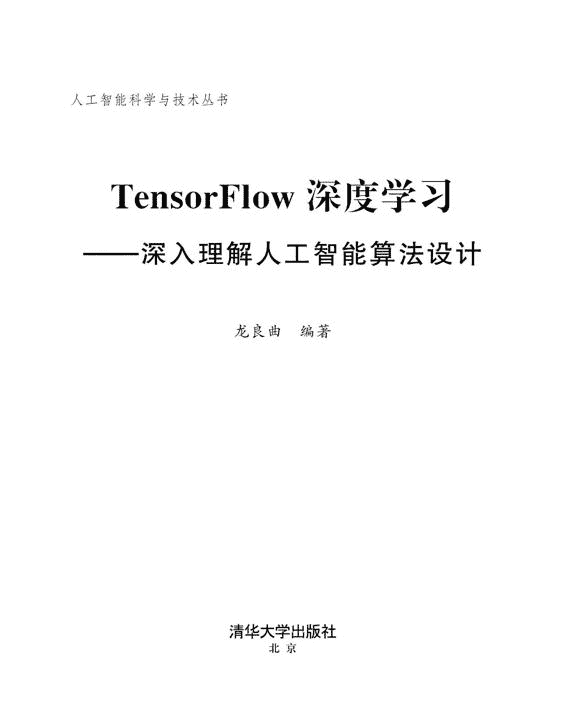 人工智能科学与技术丛书
TensorFlow 深度学习
——深入理解人工智能算法设计
龙良曲 编著
清华大学出版社
北京